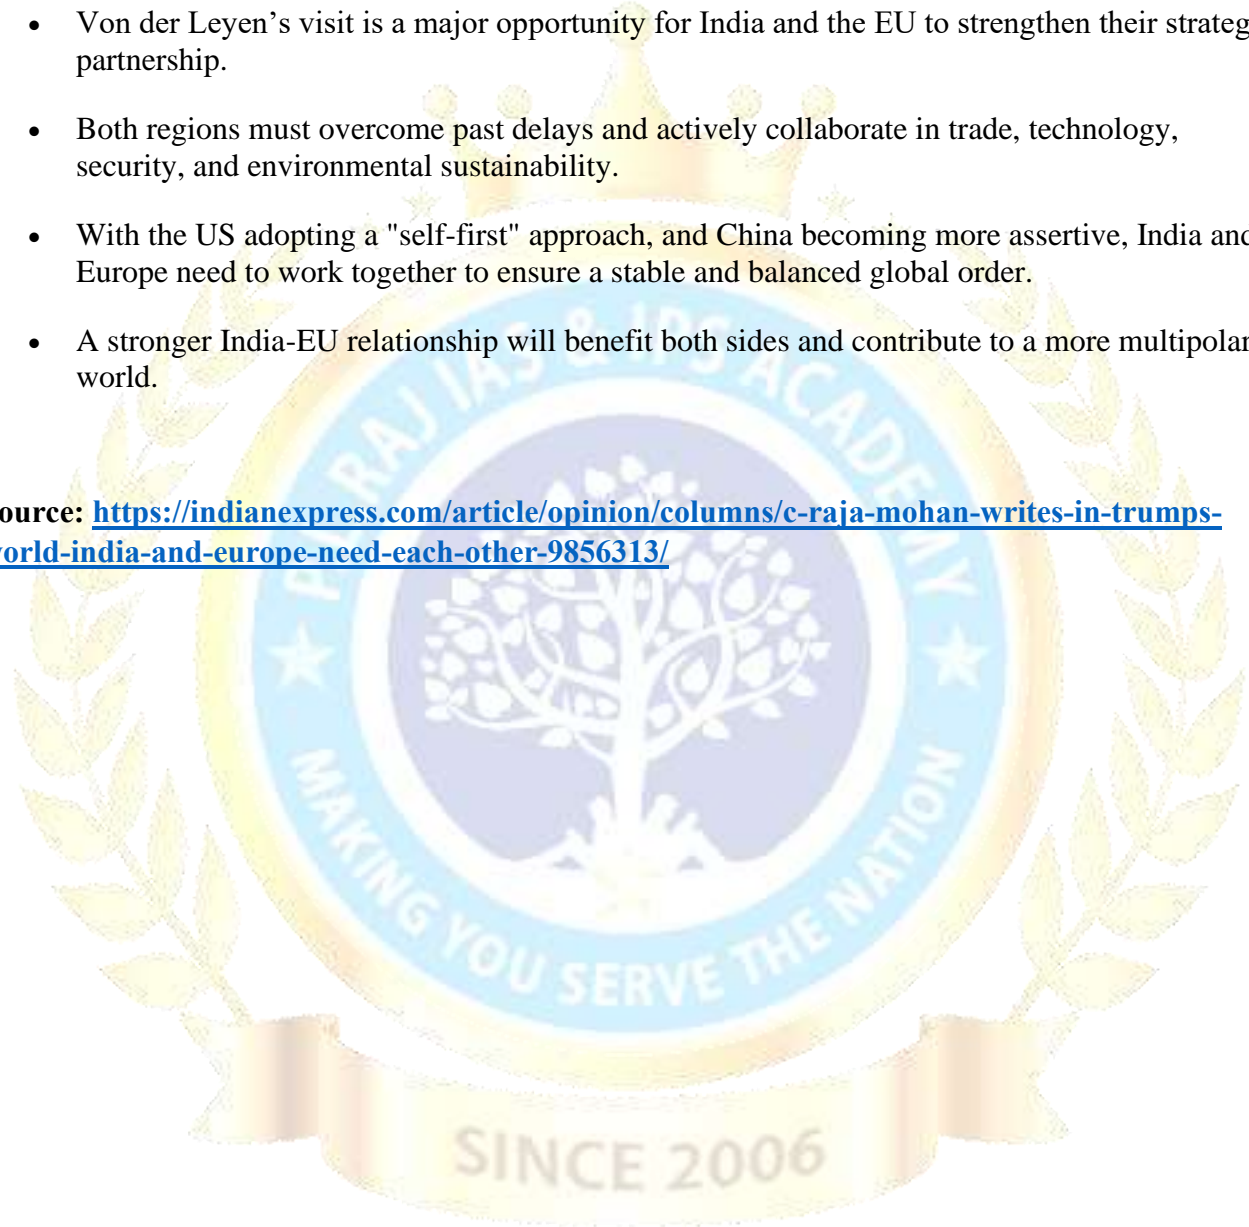 • Von der Leyen’s visit is a major opportunity for India and the EU to strengthen their strateg
partnership.
• Both regions must overcome past delays and actively collaborate in trade, technology,
security, and environmental sustainability.
• With the US adopting a "self-first" approach, and China becoming more assertive, India and
Europe need to work together to ensure a stable and balanced global order.
• A stronger India-EU relationship will benefit both sides and contribute to a more multipolar
world.
ource: https://indianexpress.com/article/opinion/columns/c-raja-mohan-writes-in-trumps-
world-india-and-europe-need-each-other-9856313/
RAJ IAS & IPS ACADEMY
MAKING YOU SERVE THE NATION
SINCE 2006